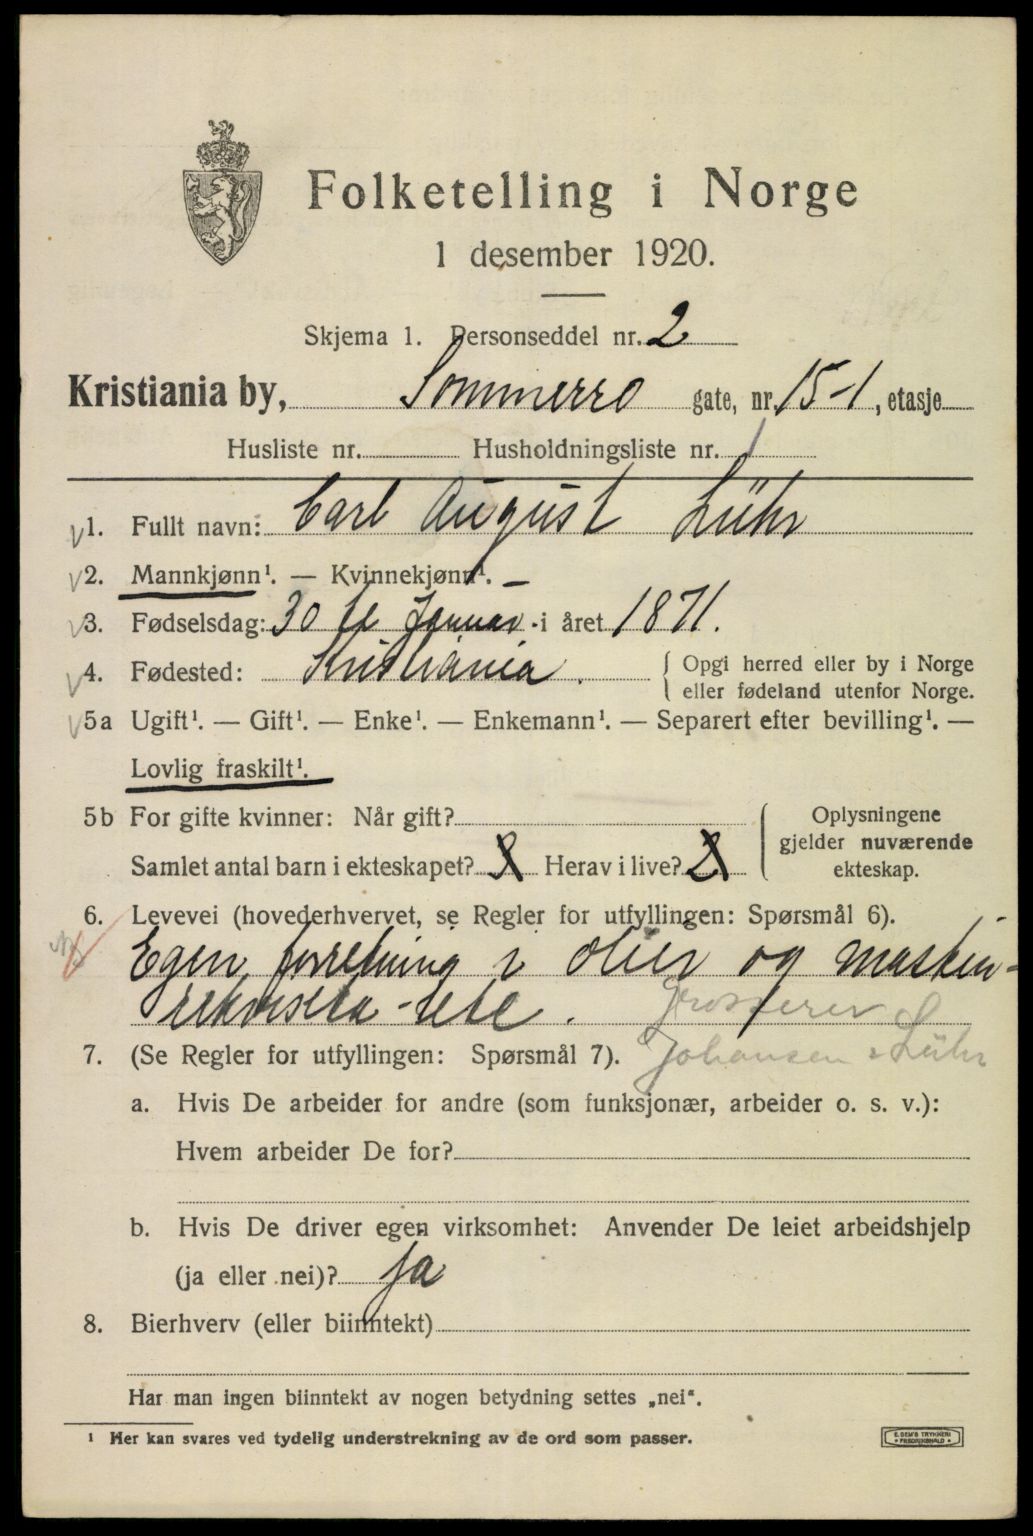 Folketelling i Norge
1 desember 1920.
Skjema 1. Personseddel nr. 2
Kristiania by, Sommerro gate, nr. 15-1, etasje
Husliste nr. Husholdningsliste nr. 1
1. Fullt navn: Carl August Lühr
2. Mannkjønn¹. — Kvinnekjønn¹. —
3. Fødselsdag: 30 te Januar i året 1871.
4. Fødested: Kristiania. { Opgi herred eller by i Norge
eller fødeland utenfor Norge.
5a Ugift¹. — Gift¹. — Enke¹. — Enkemann¹. — Separert efter bevilling¹. —
Lovlig fraskilt¹.
5b For gifte kvinner: Når gift? { Oplysningene
gjelder nuværende
Samlet antal barn i ekteskapet? Herav i live? 2 ekteskap.
6. Levevei (hovederhvervet, se Regler for utfyllingen: Spørsmål 6).
Egen forretning i olier og maskin-
rekvisita - etc. Grosserer
7. (Se Regler for utfyllingen: Spørsmål 7). Johansen & Lühr
a. Hvis De arbeider for andre (som funksjonær, arbeider o. s. v.):
Hvem arbeider De for?
b. Hvis De driver egen virksomhet: Anvender De leiet arbeidshjelp
(ja eller nei)? ja
8. Bierhverv (eller biinntekt)
Har man ingen biinntekt av nogen betydning settes „nei“.
¹ Her kan svares ved tydelig understrekning av de ord som passer.
E. SEM'S TRYKKERI
FREDRIKSHALD